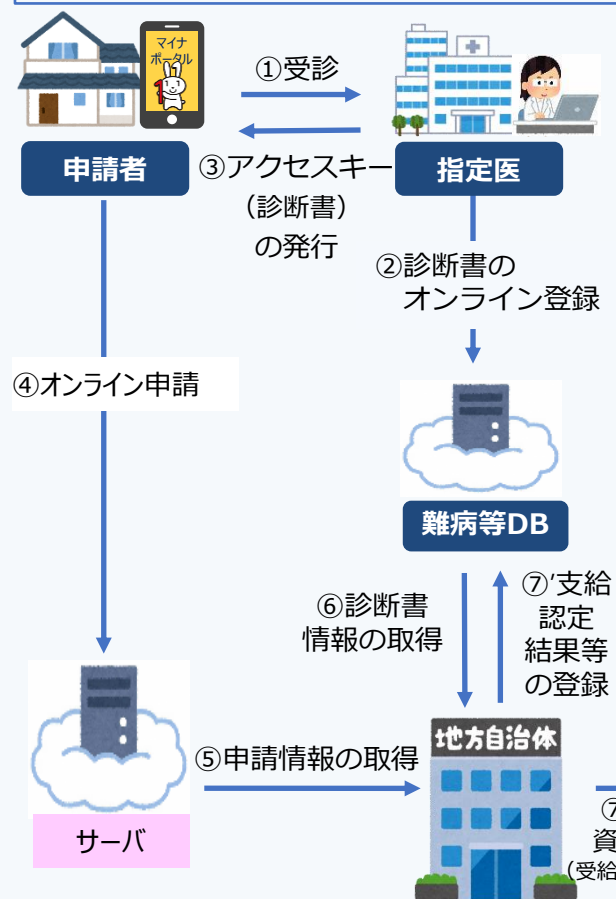 マイナ
ポータル
①受診
申請者
③アクセスキー
（診断書）
の発行
指定医
②診断書の
オンライン登録
④オンライン申請
難病等DB
⑥診断書
情報の取得
⑦’支給
認定
結果等
の登録
地方自治体
⑤申請情報の取得
サーバ
⑦
資
（受給